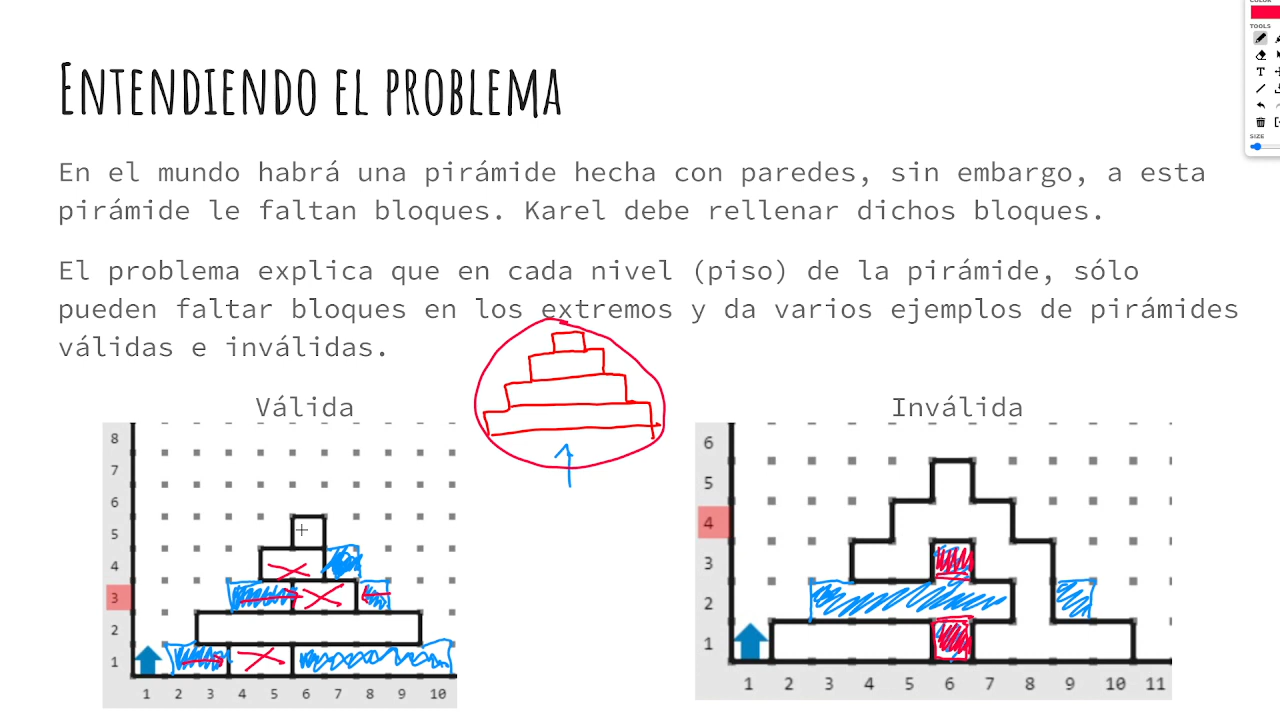 COLOR
TOOLS
T
SIZE
ENTENDIENDO EL PROBLEMA
En el mundo habrá una pirámide hecha con paredes, sin embargo, a esta
pirámide le faltan bloques. Karel debe rellenar dichos bloques.
El problema explica que en cada nivel (piso) de la pirámide, sólo
pueden faltar bloques en los extremos y da varios ejemplos de pirámides
válidas e inválidas.
Válida
8
7
6
5
4
3
2
1
1 2 3 4 5 6 7 8 9 10
Inválida
6
5
4
3
2
1
1 2 3 4 5 6 7 8 9 10 11